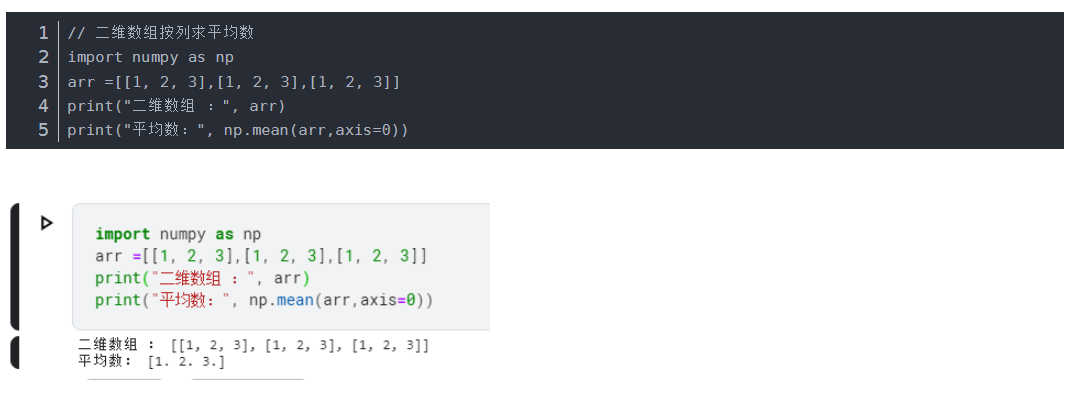 1 // 二维数组按列求平均数
2 import numpy as np
3 arr =[[1, 2, 3],[1, 2, 3],[1, 2, 3]]
4 print("二维数组 : ", arr)
5 print("平均数: ", np.mean(arr,axis=0))
import numpy as np
arr =[[1, 2, 3],[1, 2, 3],[1, 2, 3]]
print("二维数组 : ", arr)
print("平均数: ", np.mean(arr,axis=0))
二维数组 :  [[1, 2, 3], [1, 2, 3], [1, 2, 3]]
平均数:  [1. 2. 3.]